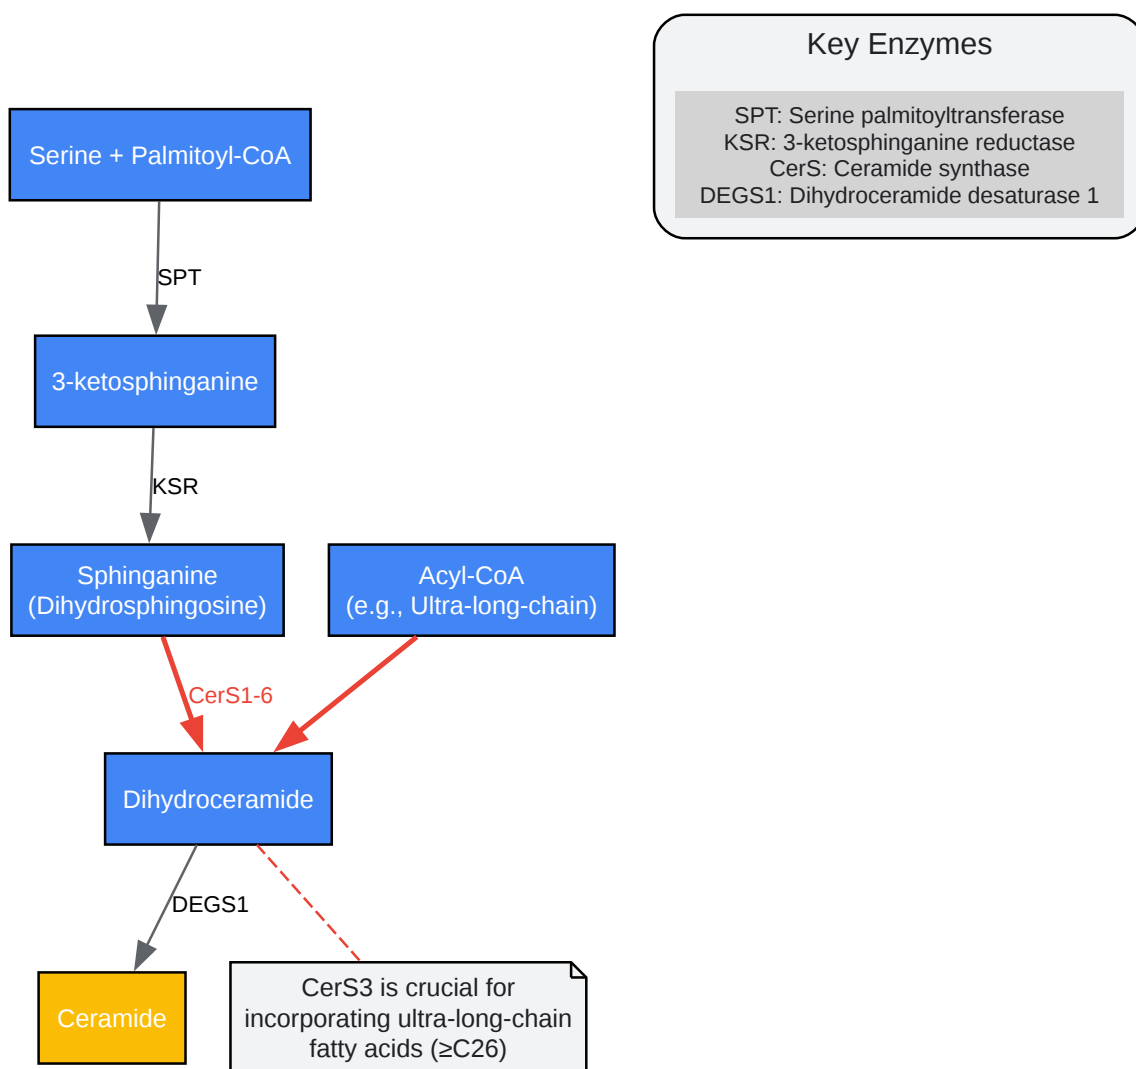 Key Enzymes
SPT: Serine palmitoyltransferase
KSR: 3-ketosphinganine reductase
CerS: Ceramide synthase
DEGS1: Dihydroceramide desaturase 1
Serine + Palmitoyl-CoA
SPT
3-ketosphinganine
KSR
Sphinganine
(Dihydrosphingosine)
Acyl-CoA
(e.g., Ultra-long-chain)
CerS1-6
Dihydroceramide
DEGS1
Ceramide
CerS3 is crucial for
incorporating ultra-long-chain
fatty acids (≥C26)